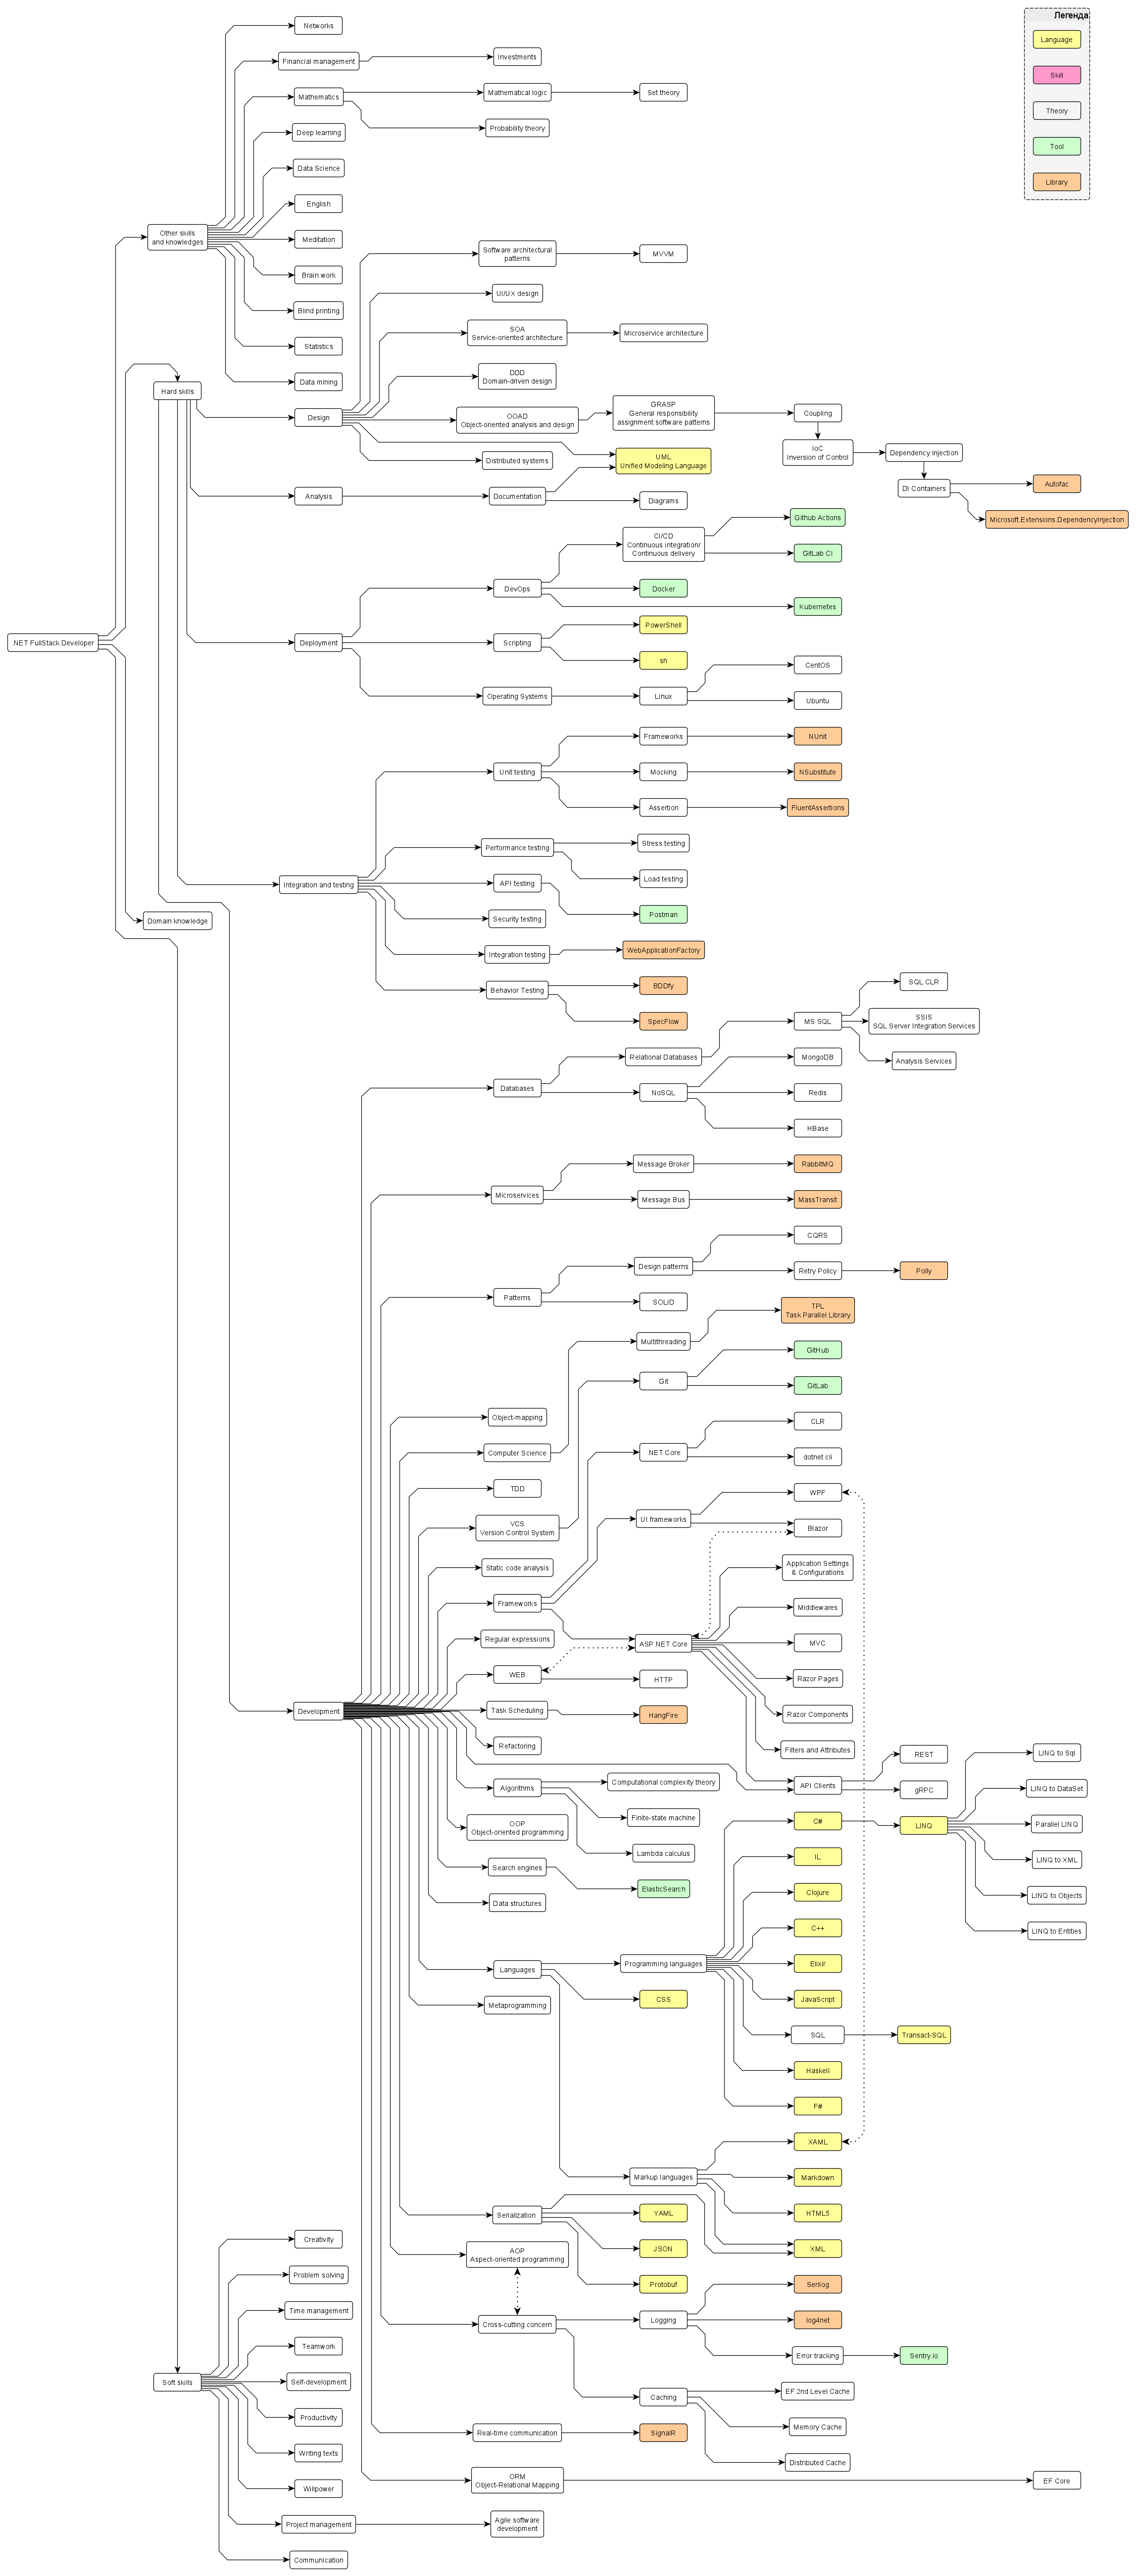 Легенда
Language
Skill
Theory
Tool
Library
Networks
Financial management
Investments
Mathematics
Mathematical logic
Set theory
Probability theory
Deep learning
Data Science
English
Other skills
and knowledges
Meditation
Brain work
Blind printing
Statistics
Data mining
Software architectural
patterns
MVVM
UI/UX design
SOA
Service-oriented architecture
Microservice architecture
DDD
Domain-driven design
Hard skills
Design
OOAD
Object-oriented analysis and design
GRASP
General responsibility
assignment software patterns
Coupling
IoC
Inversion of Control
Dependency injection
Distributed systems
UML
Unified Modeling Language
DI Containers
Autofac
Microsoft.Extensions.DependencyInjection
Analysis
Documentation
Diagrams
CI/CD
Continuous integration/
Continuous delivery
Github Actions
GitLab CI
DevOps
Docker
Kubernetes
.NET FullStack Developer
Deployment
Scripting
PowerShell
sh
Operating Systems
Linux
CentOS
Ubuntu
Unit testing
Frameworks
NUnit
Mocking
NSubstitute
Assertion
FluentAssertions
Performance testing
Stress testing
Load testing
Integration and testing
API testing
Postman
Domain knowledge
Security testing
Integration testing
WebApplicationFactory
Behavior Testing
BDDfy
SpecFlow
SQL CLR
MS SQL
SSIS
SQL Server Integration Services
Analysis Services
Databases
Relational Databases
NoSQL
MongoDB
Redis
HBase
Microservices
Message Broker
RabbitMQ
Message Bus
MassTransit
CQRS
Patterns
Design patterns
Retry Policy
Polly
SOLID
TPL
Task Parallel Library
Multithreading
GitHub
Git
GitLab
Object-mapping
Computer Science
.NET Core
CLR
dotnet cli
TDD
WPF
VCS
Version Control System
UI frameworks
Blazor
Static code analysis
Application Settings
& Configurations
Frameworks
Middlewares
Regular expressions
ASP.NET Core
MVC
WEB
HTTP
Razor Pages
Development
Task Scheduling
HangFire
Razor Components
Refactoring
Filters and Attributes
Algorithms
Computational complexity theory
API Clients
REST
gRPC
LINQ to Sql
LINQ to DataSet
Finite-state machine
OOP
Object-oriented programming
C#
LINQ
Parallel LINQ
Lambda calculus
IL
LINQ to XML
Search engines
ElasticSearch
Clojure
LINQ to Objects
Data structures
C++
LINQ to Entities
Languages
Programming languages
Elixir
CSS
JavaScript
Metaprogramming
SQL
Transact-SQL
Haskell
F#
XAML
Markup languages
Markdown
Serialization
YAML
HTML5
JSON
XML
AOP
Aspect-oriented programming
Protobuf
Serilog
Cross-cutting concern
Logging
log4net
Error tracking
Sentry.io
Caching
EF 2nd Level Cache
Memory Cache
Distributed Cache
Real-time communication
SignalR
ORM
Object-Relational Mapping
EF Core
Creativity
Problem solving
Time management
Teamwork
Soft skills
Self-development
Productivity
Writing texts
Willpower
Project management
Agile software
development
Communication